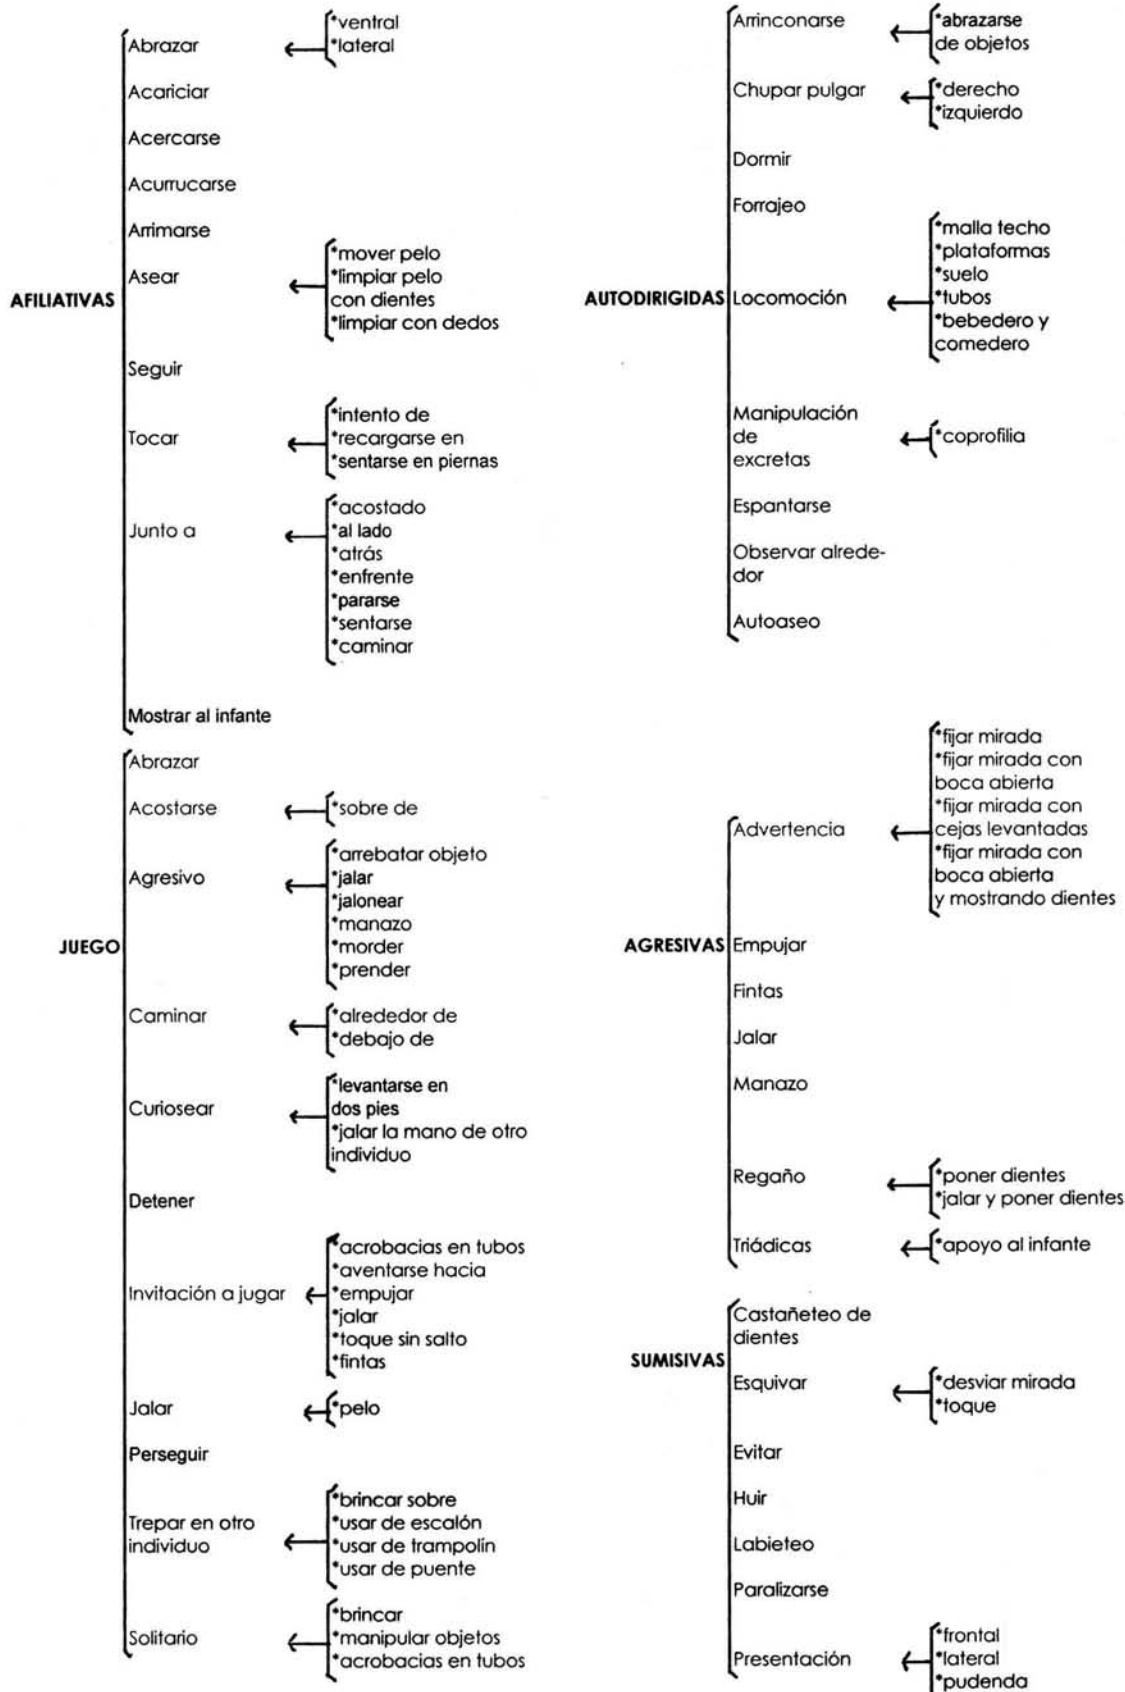 AFILIATIVAS
Abrazar
*ventral
*lateral
Acariciar
Acercarse
Acurrucarse
Arrimarse
Asear
*mover pelo
*limpiar pelo
con dientes
*limpiar con dedos
Seguir
Tocar
*intento de
*recargarse en
*sentarse en piernas
Junto a
*acostado
*al lado
*atrás
*enfrente
*pararse
*sentarse
*caminar
Mostrar al infante
JUEGO
Abrazar
Acostarse
*sobre de
Agresivo
*arrebatar objeto
*jalar
*jalonear
*manazo
*morder
*prender
Caminar
*alrededor de
*debajo de
Curiosear
*levantarse en
dos pies
*jalar la mano de otro
individuo
Detener
Invitación a jugar
*acrobacias en tubos
*aventarse hacia
*empujar
*jalar
*toque sin salto
*fintas
Jalar
*pelo
Perseguir
Trepar en otro
individuo
*brincar sobre
*usar de escalón
*usar de trampolín
*usar de puente
Solitario
*brincar
*manipular objetos
*acrobacias en tubos
AUTODIRIGIDAS
Arrinconarse
*abrazarse
de objetos
Chupar pulgar
*derecho
*izquierdo
Dormir
Forrajeo
Locomoción
*malla techo
*plataformas
*suelo
*tubos
*bebedero y
comedero
Manipulación
de
excretas
*coprofilia
Espantarse
Observar alrede-
dor
Autoaseo
AGRESIVAS
Advertencia
*fijar mirada
*fijar mirada con
boca abierta
*fijar mirada con
cejas levantadas
*fijar mirada con
boca abierta
y mostrando dientes
Empujar
Fintas
Jalar
Manazo
Regaño
*poner dientes
*jalar y poner dientes
Triádicas
*apoyo al infante
SUMISIVAS
Castañeteo de
dientes
Esquivar
*desviar mirada
*toque
Evitar
Huir
Labieteo
Paralizarse
Presentación
*frontal
*lateral
*pudenda